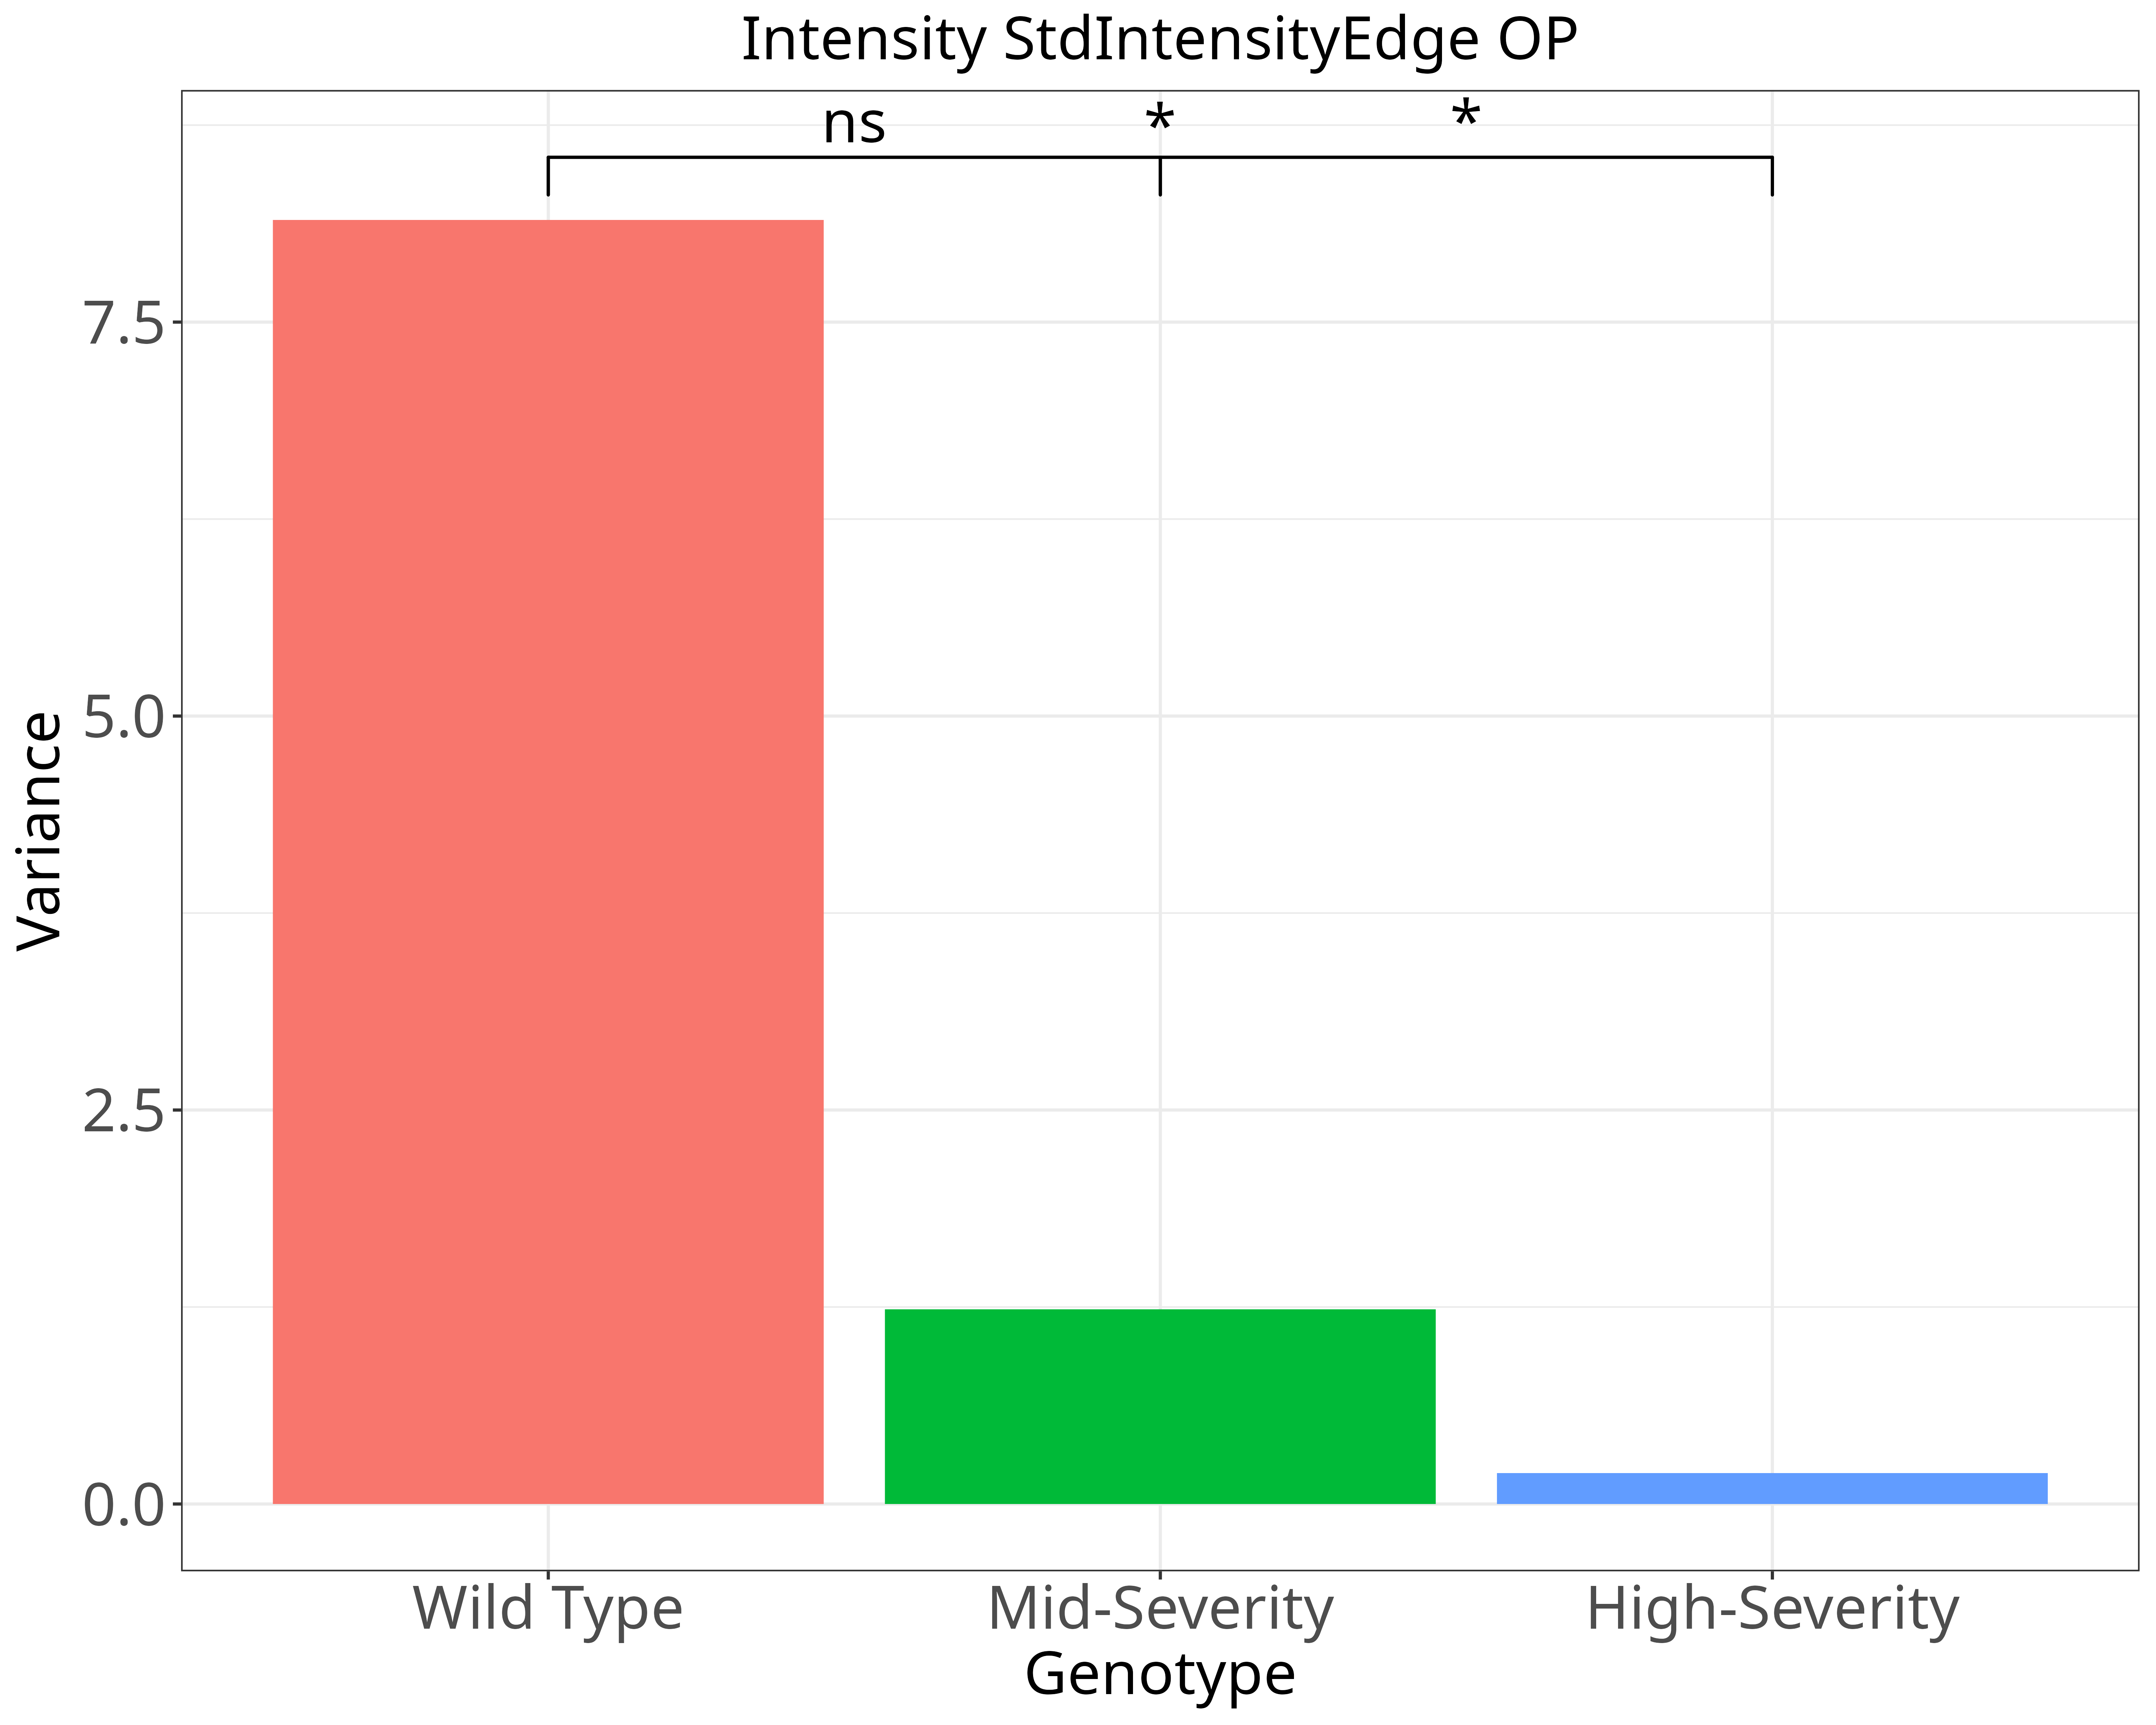 Intensity StdIntensityEdge OP
ns * *
7.5
5.0
2.5
0.0
Variance
Wild Type Mid-Severity High-Severity
Genotype